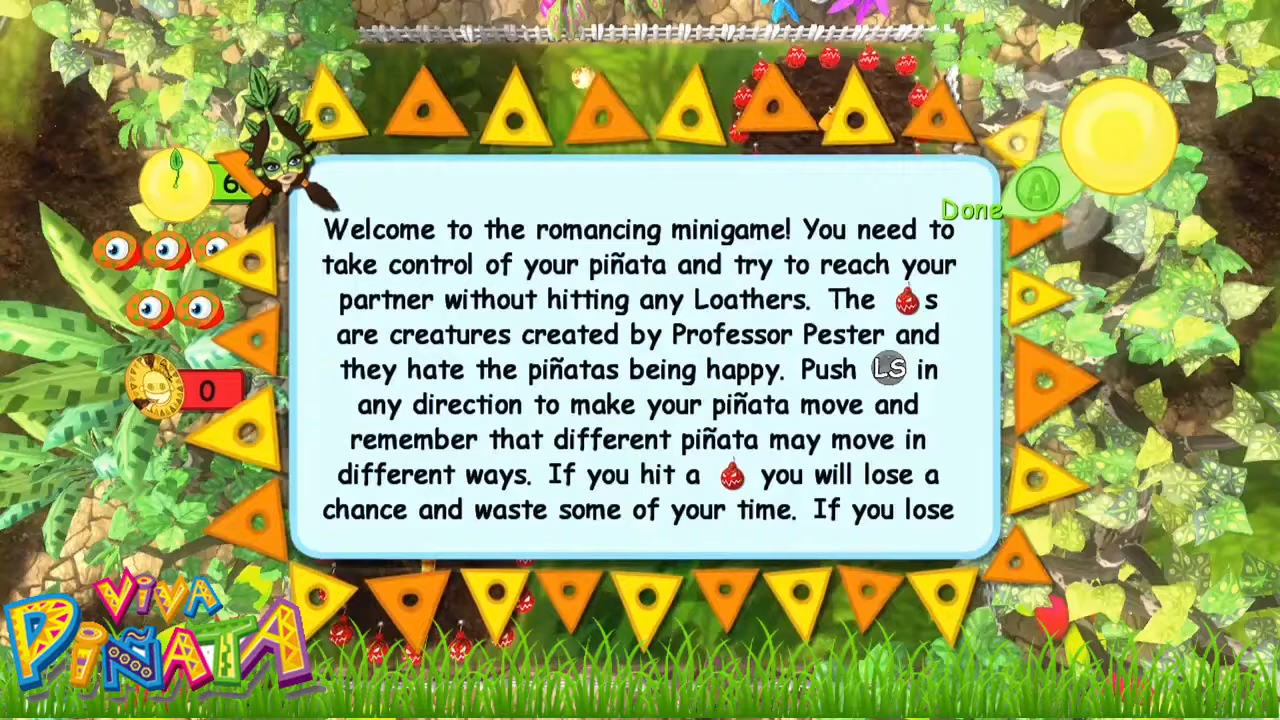 Done
A
6
0
Welcome to the romancing minigame! You need to
take control of your piñata and try to reach your
partner without hitting any Loathers. The s
are creatures created by Professor Pester and
they hate the piñatas being happy. Push LS in
any direction to make your piñata move and
remember that different piñata may move in
different ways. If you hit a you will lose a
chance and waste some of your time. If you lose
VIVA
PIÑATA